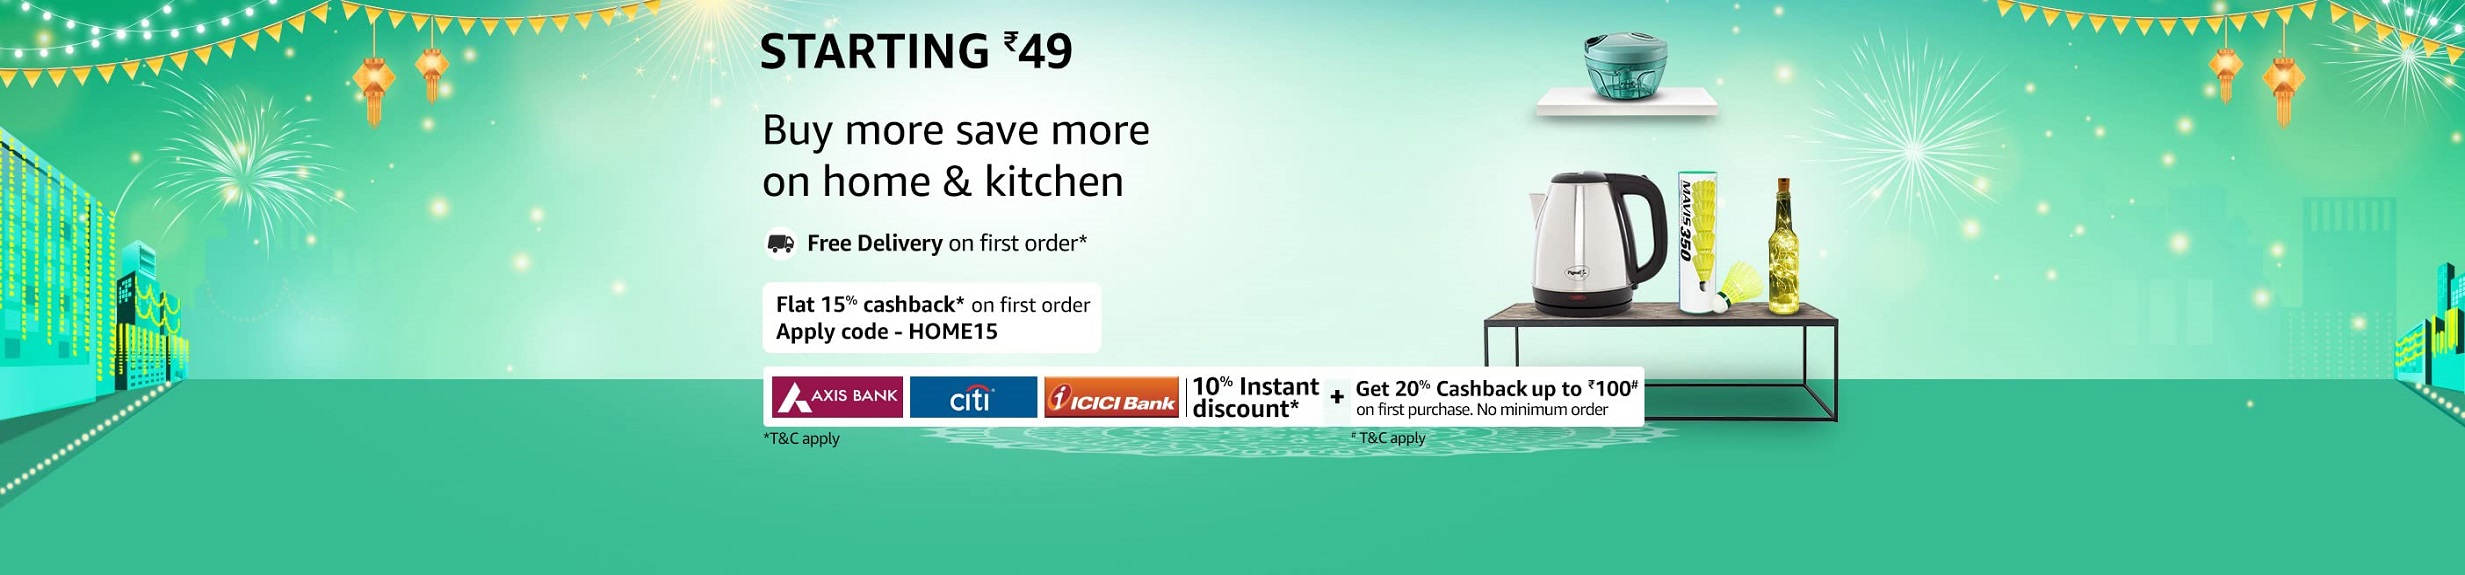 STARTING ₹49
Buy more save more
on home & kitchen
Free Delivery on first order*
Flat 15% cashback* on first order
Apply code - HOME15
AXIS BANK
citi
ICICI Bank
10% Instant
discount*
+
Get 20% Cashback up to ₹100#
on first purchase. No minimum order
*T&C apply
# T&C apply
Pigeon
MAVIS 350